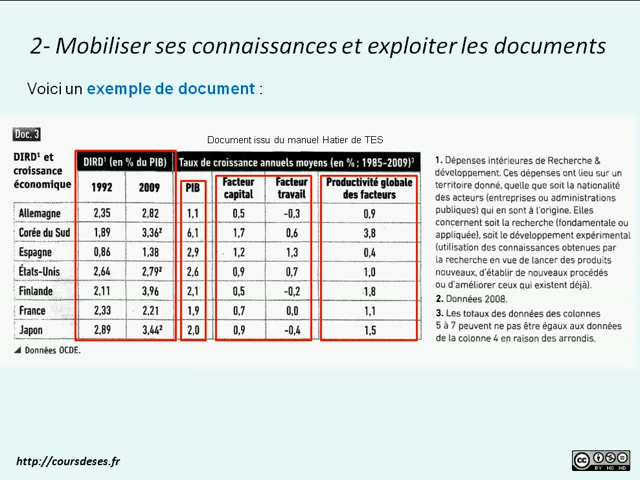 2- Mobiliser ses connaissances et exploiter les documents
Voici un exemple de document :
Doc. 3
Document issu du manuel Hatier de TES
DIRD¹ et croissance économique
DIRD¹ (en % du PIB) Taux de croissance annuels moyens (en % ; 1985-2009)³
1992 2009 PIB Facteur capital Facteur travail Productivité globale des facteurs
Allemagne 2,35 2,82 1,1 0,5 -0,3 0,9
Corée du Sud 1,89 3,36² 6,1 1,7 0,6 3,8
Espagne 0,86 1,38 2,9 1,2 1,3 0,4
États-Unis 2,64 2,79² 2,6 0,9 0,7 1,0
Finlande 2,11 3,96 2,1 0,5 -0,2 1,8
France 2,33 2,21 1,9 0,7 0,0 1,1
Japon 2,89 3,44² 2,0 0,9 -0,4 1,5
◢ Données OCDE.
1. Dépenses intérieures de Recherche &
développement. Ces dépenses ont lieu sur un
territoire donné, quelle que soit la nationalité
des acteurs (entreprises ou administrations
publiques) qui en sont à l'origine. Elles
concernent soit la recherche (fondamentale ou
appliquée), soit le développement expérimental
(utilisation des connaissances obtenues par
la recherche en vue de lancer des produits
nouveaux, d'établir de nouveaux procédés
ou d'améliorer ceux qui existent déjà).
2. Données 2008.
3. Les totaux des données des colonnes
5 à 7 peuvent ne pas être égaux aux données
de la colonne 4 en raison des arrondis.
http://coursdeses.fr
cc BY NC ND